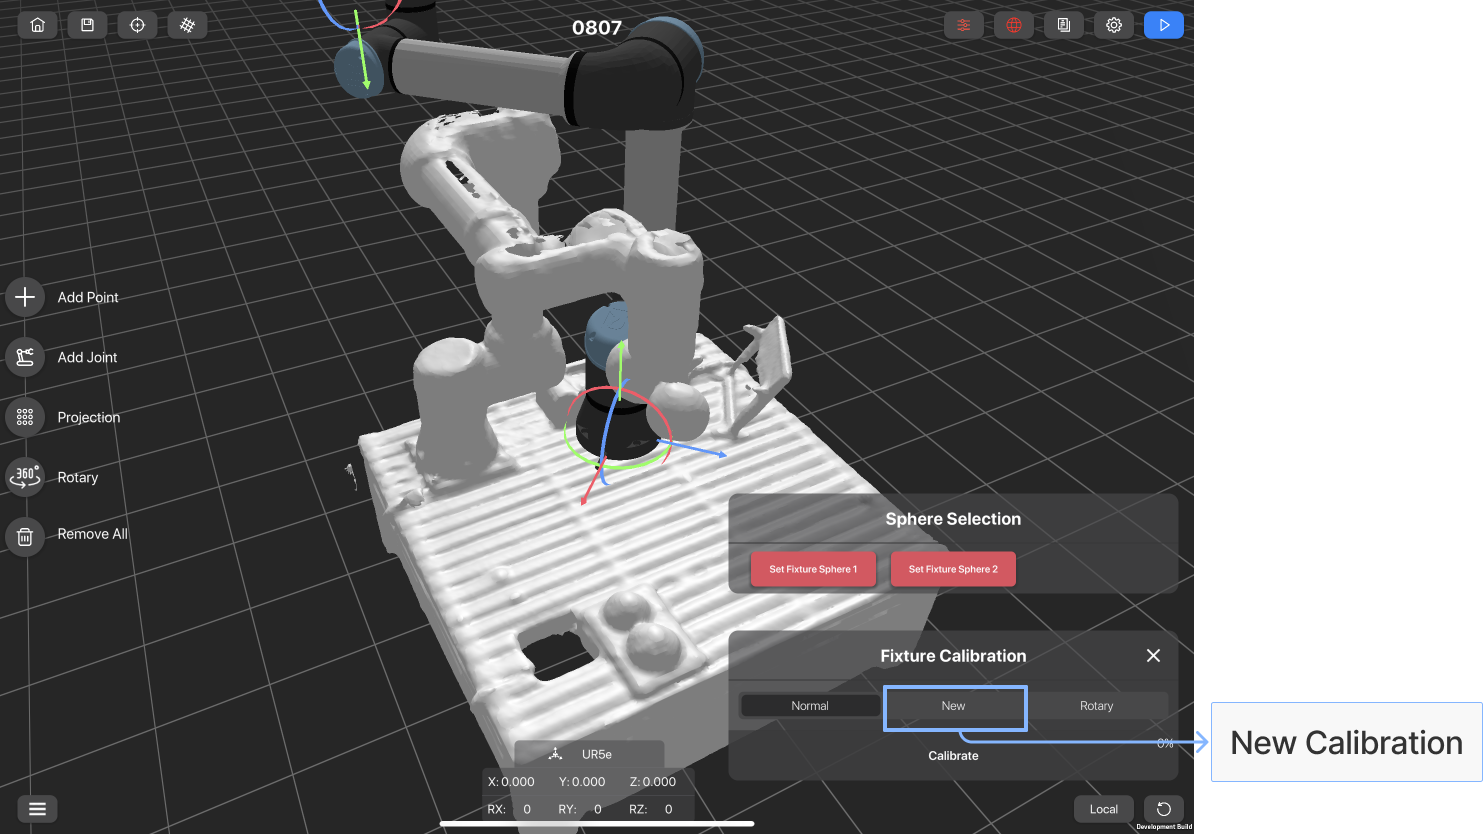 0807
Add Point
Add Joint
Projection
360°
Rotary
Remove All
Sphere Selection
Set Fixture Sphere 1
Set Fixture Sphere 2
Fixture Calibration
Normal
New
Rotary
0%
Calibrate
New Calibration
UR5e
X: 0.000 Y: 0.000 Z: 0.000
RX: 0 RY: 0 RZ: 0
Local
Development Build